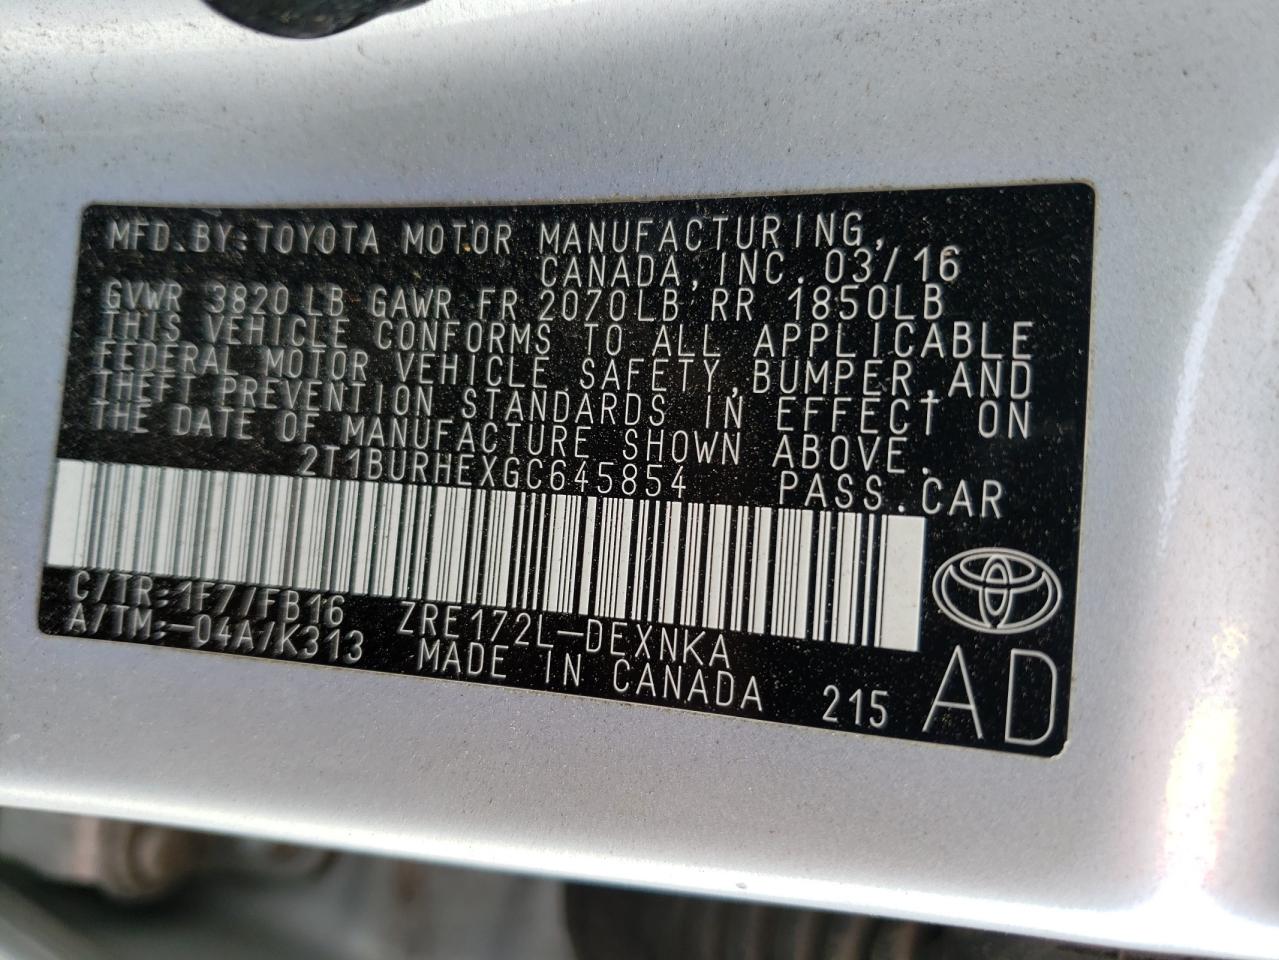 MFD.BY:TOYOTA MOTOR MANUFACTURING,
CANADA,INC.03/16
GVWR 3820LB GAWR FR 2070LB RR 1850LB
THIS VEHICLE CONFORMS TO ALL APPLICABLE
FEDERAL MOTOR VEHICLE SAFETY,BUMPER,AND
THEFT PREVENTION STANDARDS IN EFFECT ON
THE DATE OF MANUFACTURE SHOWN ABOVE.
2T1BURHEXGC645854 PASS.CAR
C/TR:1F7/FB16 ZRE172L-DEXNKA
A/TM:-04A/K313 MADE IN CANADA 215 AD